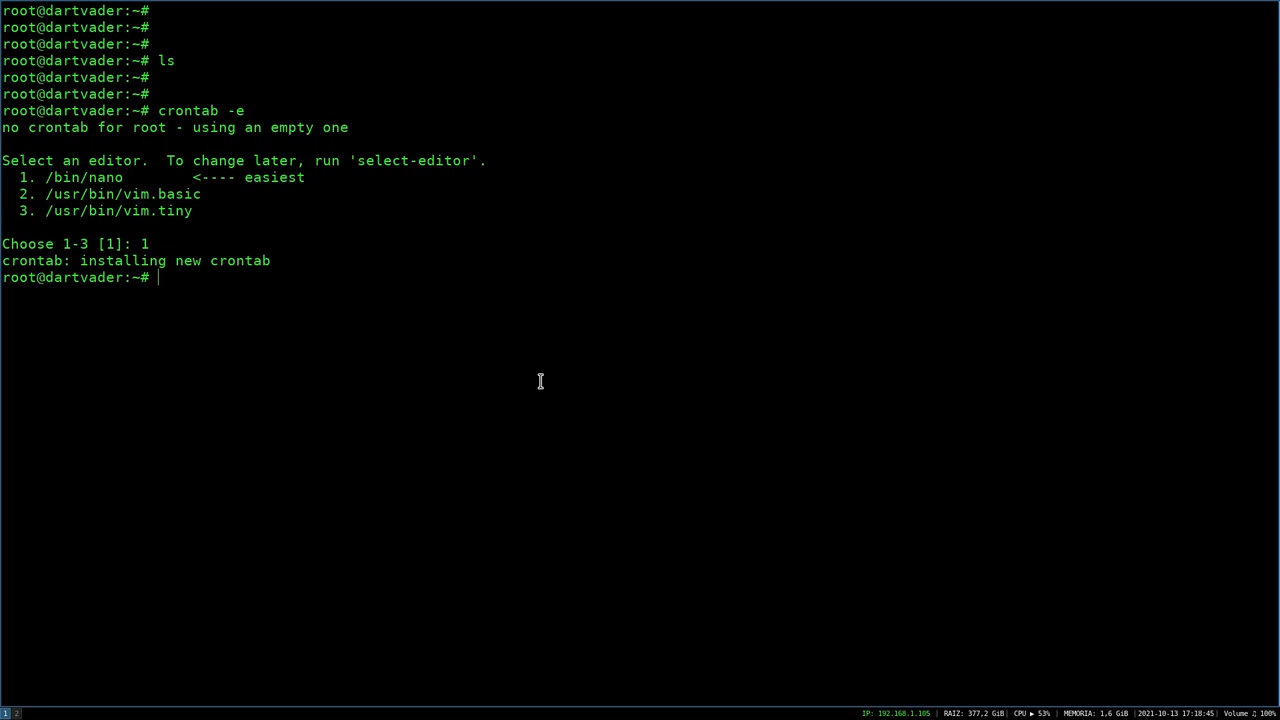 root@dartvader:~#
root@dartvader:~#
root@dartvader:~#
root@dartvader:~# ls
root@dartvader:~#
root@dartvader:~#
root@dartvader:~# crontab -e
no crontab for root - using an empty one
Select an editor.  To change later, run 'select-editor'.
  1. /bin/nano        <---- easiest
  2. /usr/bin/vim.basic
  3. /usr/bin/vim.tiny
Choose 1-3 [1]: 1
crontab: installing new crontab
root@dartvader:~#
1 2 IP: 192.168.1.105 | RAIZ: 377,2 GiB| CPU ▶ 53% | MEMORIA: 1,6 GiB |2021-10-13 17:18:45| Volume ♫ 100%